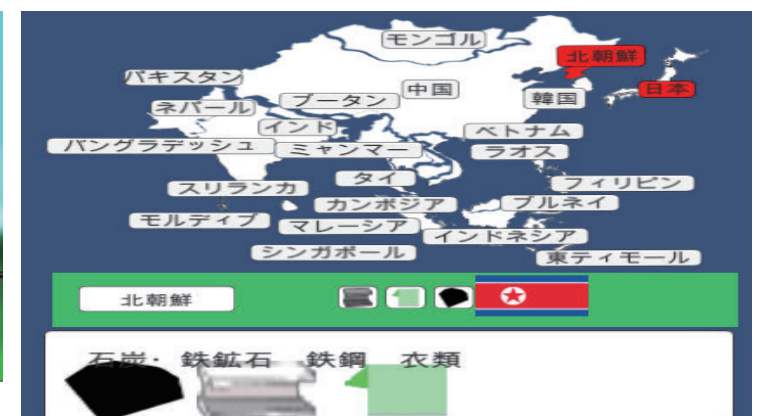 モンゴル
北朝鮮
パキスタン
中国
日本
ネパール
ブータン
韓国
インド
ベトナム
バングラデッシュ
ミャンマー
ラオス
タイ
フィリピン
スリランカ
カンボジア
ブルネイ
モルディブ
マレーシア
インドネシア
シンガポール
東ティモール
北朝鮮
石炭・鉄鉱石 鉄鋼 衣類